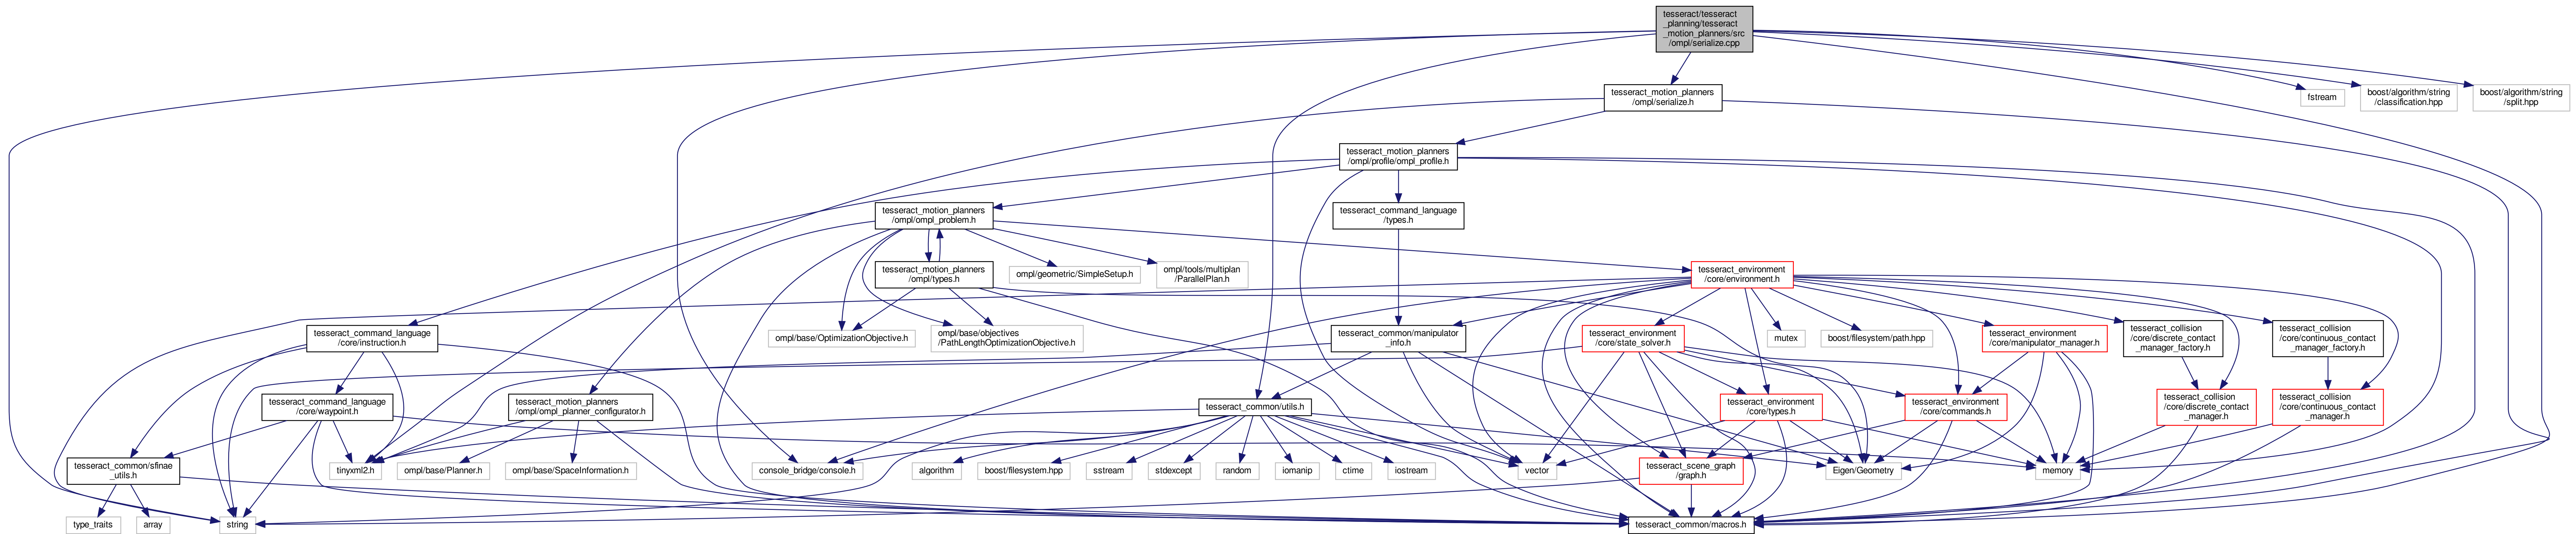 tesseract/tesseract
_planning/tesseract
_motion_planners/src
/ompl/serialize.cpp
tesseract_motion_planners
/ompl/serialize.h
fstream
boost/algorithm/string
/classification.hpp
boost/algorithm/string
/split.hpp
tesseract_motion_planners
/ompl/profile/ompl_profile.h
tesseract_motion_planners
/ompl/ompl_problem.h
tesseract_command_language
/types.h
tesseract_motion_planners
/ompl/types.h
ompl/geometric/SimpleSetup.h
ompl/tools/multiplan
/ParallelPlan.h
tesseract_environment
/core/environment.h
tesseract_command_language
/core/instruction.h
ompl/base/OptimizationObjective.h
ompl/base/objectives
/PathLengthOptimizationObjective.h
tesseract_common/manipulator
_info.h
tesseract_environment
/core/state_solver.h
mutex
boost/filesystem/path.hpp
tesseract_environment
/core/manipulator_manager.h
tesseract_collision
/core/discrete_contact
_manager_factory.h
tesseract_collision
/core/continuous_contact
_manager_factory.h
tesseract_command_language
/core/waypoint.h
tesseract_motion_planners
/ompl/ompl_planner_configurator.h
tesseract_common/utils.h
tesseract_environment
/core/types.h
tesseract_environment
/core/commands.h
tesseract_collision
/core/discrete_contact
_manager.h
tesseract_collision
/core/continuous_contact
_manager.h
tesseract_common/sfinae
_utils.h
tinyxml2.h
ompl/base/Planner.h
ompl/base/SpaceInformation.h
console_bridge/console.h
algorithm
boost/filesystem.hpp
sstream
stdexcept
random
iomanip
ctime
iostream
vector
tesseract_scene_graph
/graph.h
Eigen/Geometry
memory
type_traits
array
string
tesseract_common/macros.h